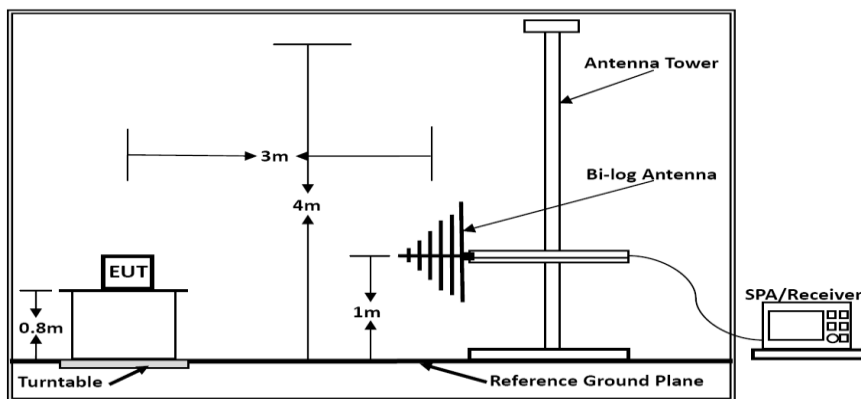 Antenna Tower
3m
Bi-log Antenna
4m
EUT
SPA/Receiver
0.8m
1m
Turntable
Reference Ground Plane